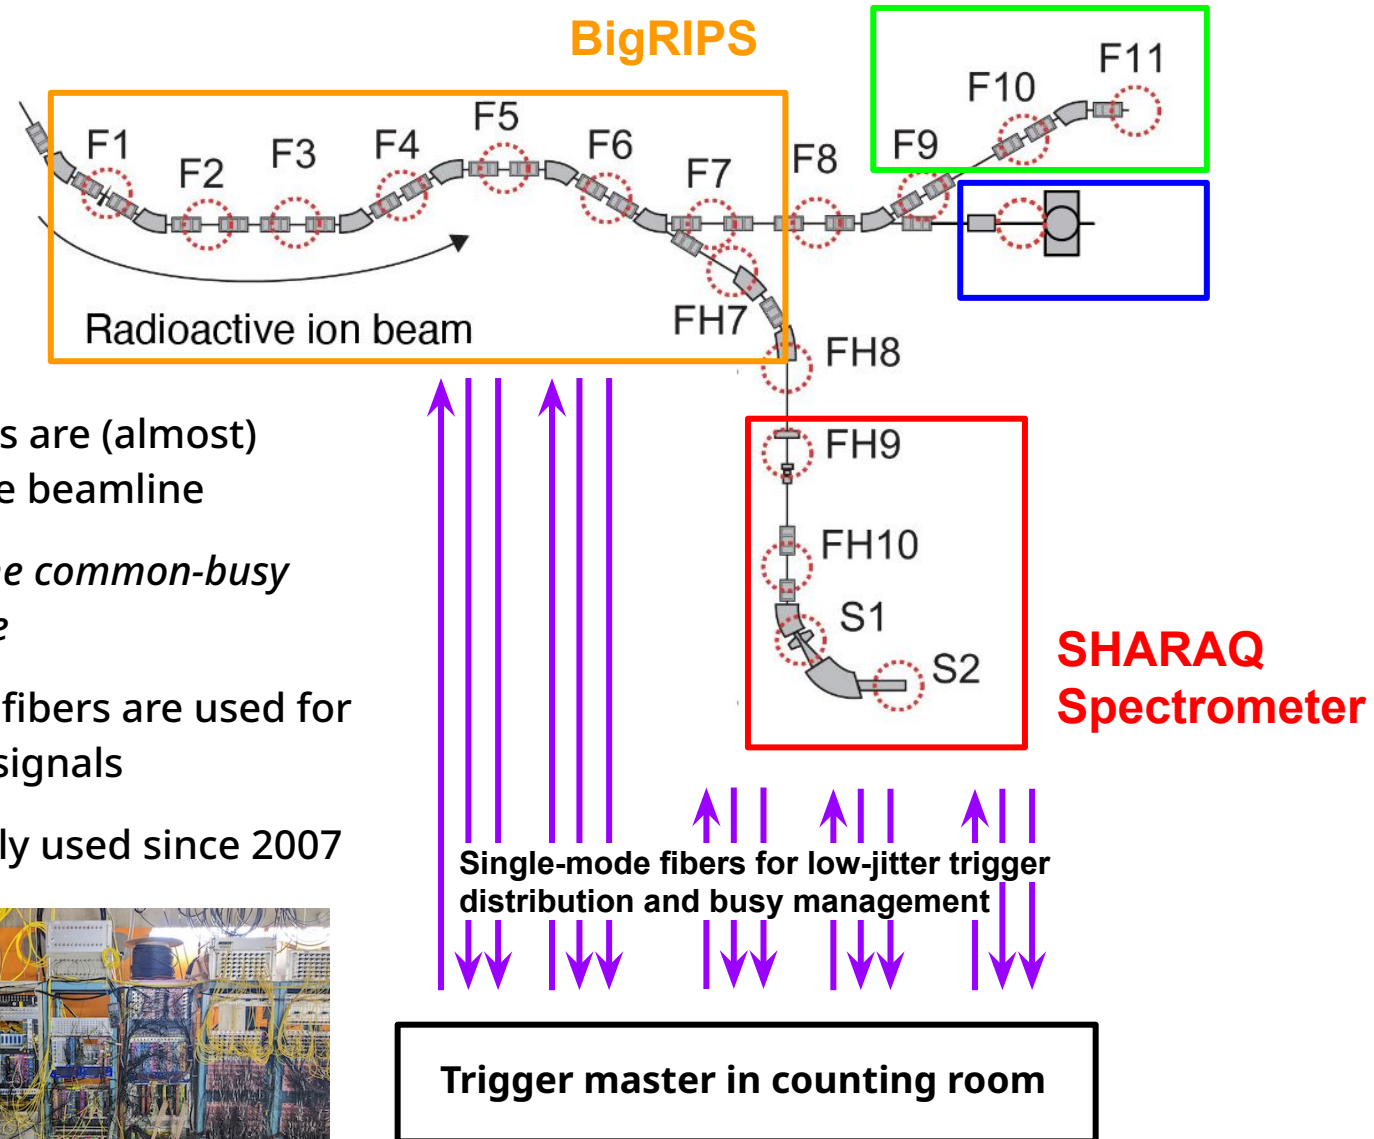 BigRIPS
F1
F2
F3
F4
F5
F6
F7
F8
F9
F10
F11
Radioactive ion beam
FH7
FH8
FH9
FH10
S1
S2
SHARAQ
Spectrometer
s are (almost)
e beamline
ne common-busy
e
fibers are used for
signals
ly used since 2007
Single-mode fibers for low-jitter trigger
distribution and busy management
Trigger master in counting room